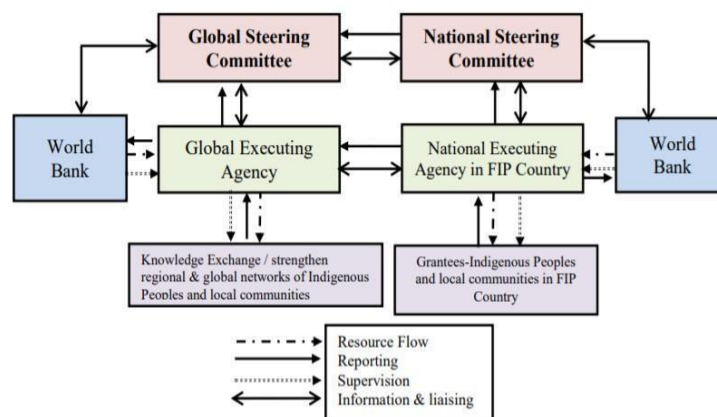 Global Steering
Committee
National Steering
Committee
World
Bank
Global Executing
Agency
National Executing
Agency in FIP Country
World
Bank
Knowledge Exchange / strengthen
regional & global networks of Indigenous
Peoples and local communities
Grantees-Indigenous Peoples
and local communities in FIP
Country
Resource Flow
Reporting
Supervision
Information & liaising